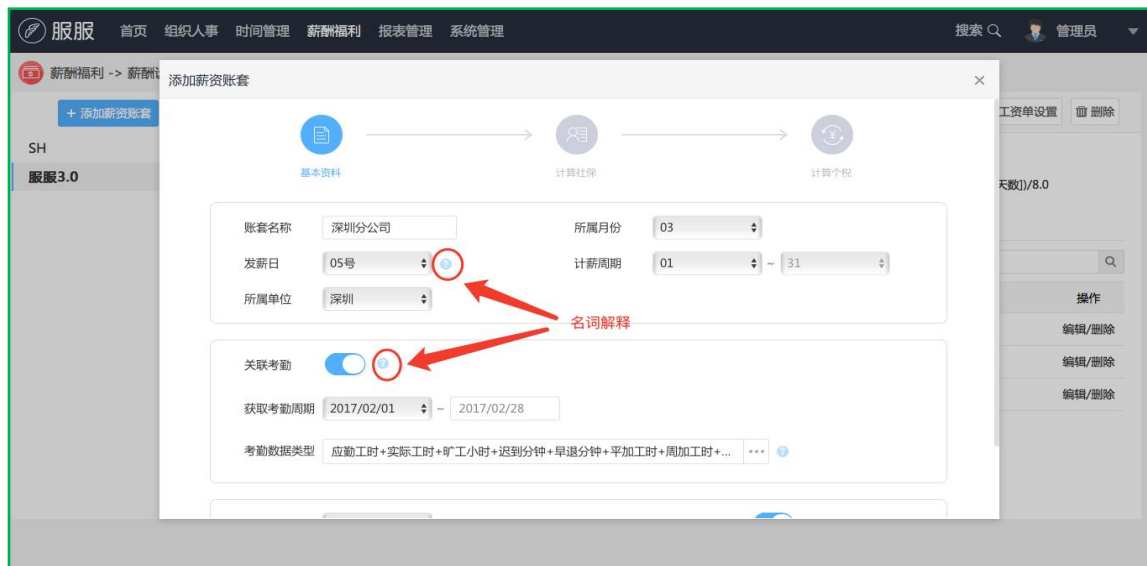 服服 首页 组织人事 时间管理 薪酬福利 报表管理 系统管理 搜索 管理员
薪酬福利 -> 薪酬
添加薪资账套 ×
+ 添加薪资账套 工资单设置 删除
SH
服服3.0
基本资料 计算社保 计算个税
天数])/8.0
账套名称 深圳分公司 所属月份 03
发薪日 05号 ? 计薪周期 01 ~ 31
所属单位 深圳
操作
名词解释
编辑/删除
关联考勤 ?
编辑/删除
编辑/删除
获取考勤周期 2017/02/01 ~ 2017/02/28
考勤数据类型 应勤工时+实际工时+旷工小时+迟到分钟+早退分钟+平加工时+周加工时+... ••• ?